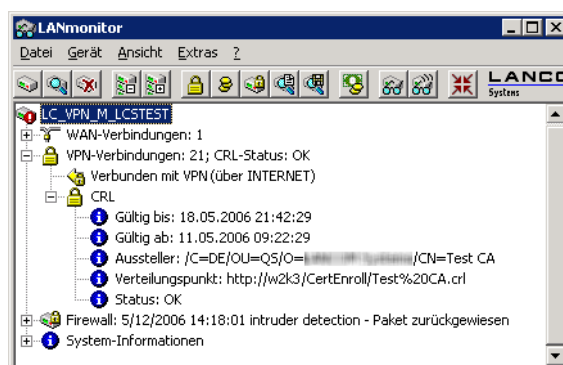 LANmonitor
Datei Gerät Ansicht Extras ?
LANCO
Systems
LC_VPN_M_LCSTEST
WAN-Verbindungen: 1
VPN-Verbindungen: 21; CRL-Status: OK
Verbunden mit VPN (über INTERNET)
CRL
Gültig bis: 18.05.2006 21:42:29
Gültig ab: 11.05.2006 09:22:29
Aussteller: /C=DE/OU=QS/O= /CN=Test CA
Verteilungspunkt: http://w2k3/CertEnroll/Test%20CA.crl
Status: OK
Firewall: 5/12/2006 14:18:01 intruder detection - Paket zurückgewiesen
System-Informationen